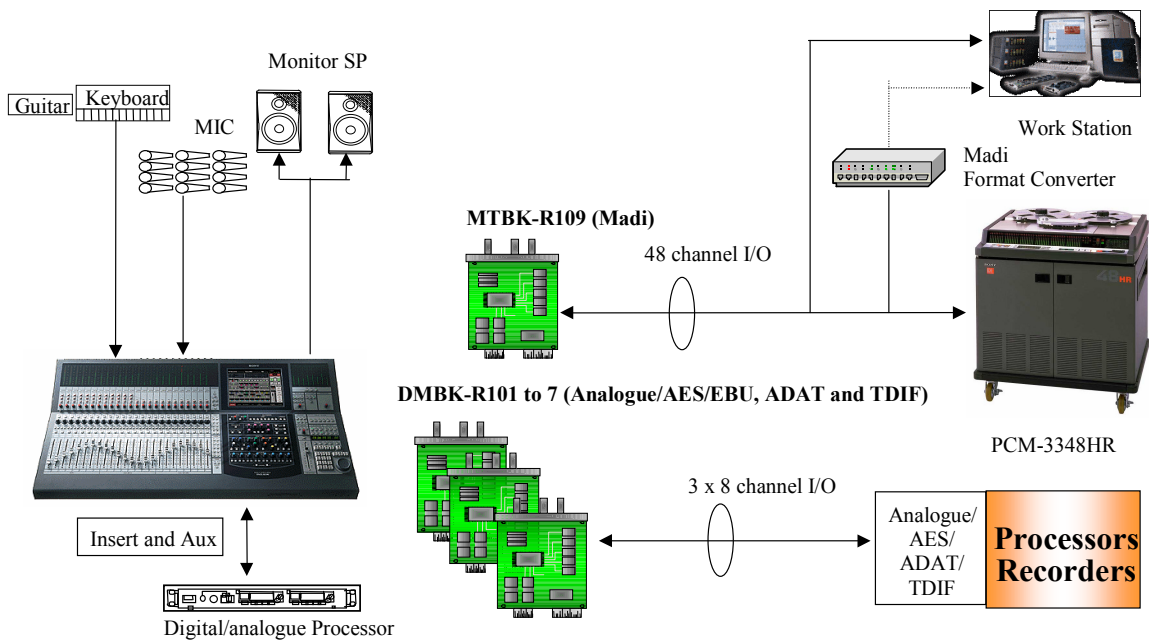 Monitor SP
Guitar
Keyboard
MIC
Work Station
Madi
Format Converter
MTBK-R109 (Madi)
48 channel I/O
48HR
DMBK-R101 to 7 (Analogue/AES/EBU, ADAT and TDIF)
PCM-3348HR
3 x 8 channel I/O
Insert and Aux
Analogue/
AES/
ADAT/
TDIF
Processors
Recorders
Digital/analogue Processor